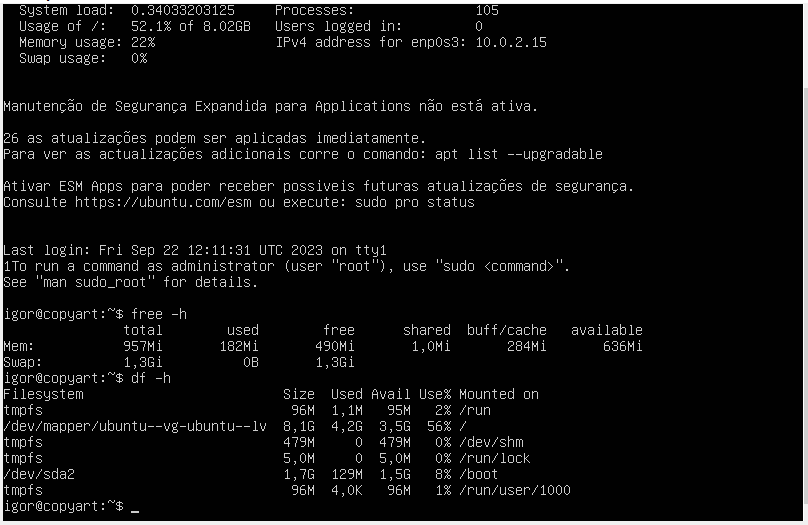 System load:  0.34033203125     Processes:               105
Usage of /:   52.1% of 8.02GB   Users logged in:         0
Memory usage: 22%               IPv4 address for enp0s3: 10.0.2.15
Swap usage:   0%
Manutenção de Segurança Expandida para Applications não está ativa.
26 as atualizações podem ser aplicadas imediatamente.
Para ver as actualizações adicionais corre o comando: apt list --upgradable
Ativar ESM Apps para poder receber possiveis futuras atualizações de segurança.
Consulte https://ubuntu.com/esm ou execute: sudo pro status
Last login: Fri Sep 22 12:11:31 UTC 2023 on tty1
1To run a command as administrator (user "root"), use "sudo <command>".
See "man sudo_root" for details.
igor@copyart:~$ free -h
               total        used        free      shared  buff/cache   available
Mem:           957Mi       182Mi       490Mi       1,0Mi       284Mi       636Mi
Swap:          1,3Gi          0B       1,3Gi
igor@copyart:~$ df -h
Filesystem                         Size  Used Avail Use% Mounted on
tmpfs                               96M  1,1M   95M   2% /run
/dev/mapper/ubuntu--vg-ubuntu--lv  8,1G  4,2G  3,5G  56% /
tmpfs                              479M     0  479M   0% /dev/shm
tmpfs                              5,0M     0  5,0M   0% /run/lock
/dev/sda2                          1,7G  129M  1,5G   8% /boot
tmpfs                               96M  4,0K   96M   1% /run/user/1000
igor@copyart:~$ _